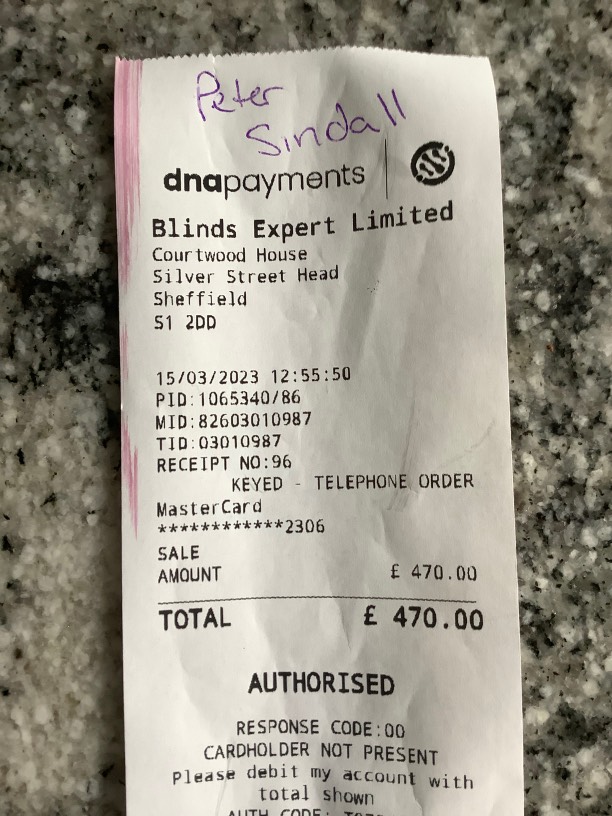 Peter
Sindall
dnapayments
Blinds Expert Limited
Courtwood House
Silver Street Head
Sheffield
S1 2DD
15/03/2023 12:55:50
PID:1065340/86
MID:82603010987
TID:03010987
RECEIPT NO:96
KEYED - TELEPHONE ORDER
MasterCard
************2306
SALE
AMOUNT £ 470.00
TOTAL £ 470.00
AUTHORISED
RESPONSE CODE:00
CARDHOLDER NOT PRESENT
Please debit my account with
total shown
AUTH CODE: